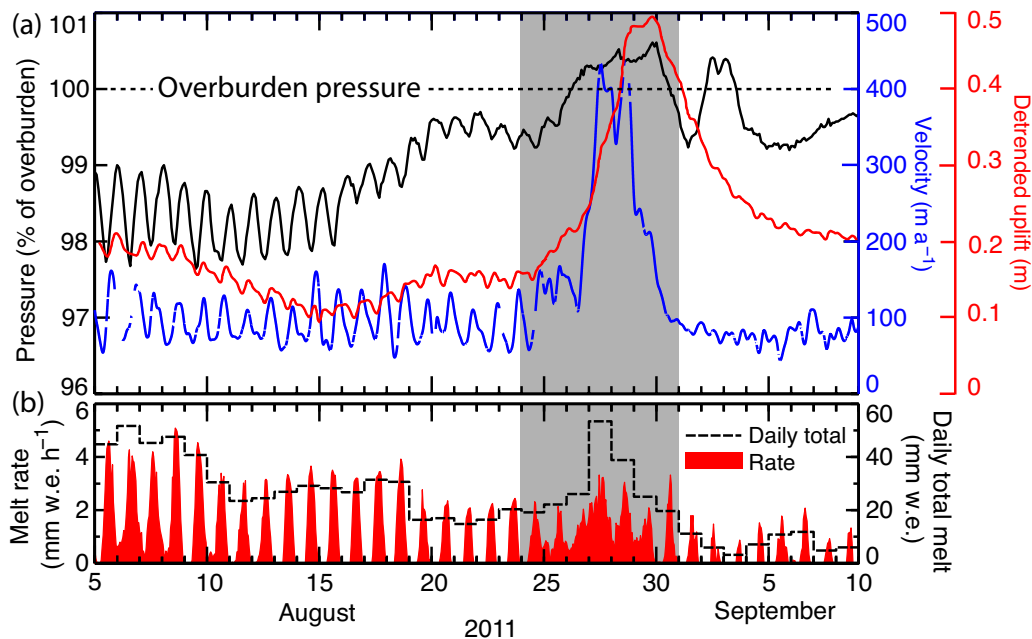 (a)
101
100
99
98
97
96
Pressure (% of overburden)
Overburden pressure
500
400
300
200
100
0
Velocity (m a⁻¹)
0.5
0.4
0.3
0.2
0.1
0
Detrended
uplift (m)
(b)
6
4
2
0
Melt rate
(mm w.e. h⁻¹)
Daily total
Rate
60
40
20
0
Daily total melt
(mm w.e.)
5 10 15 20 25 30 5 10
August September
2011